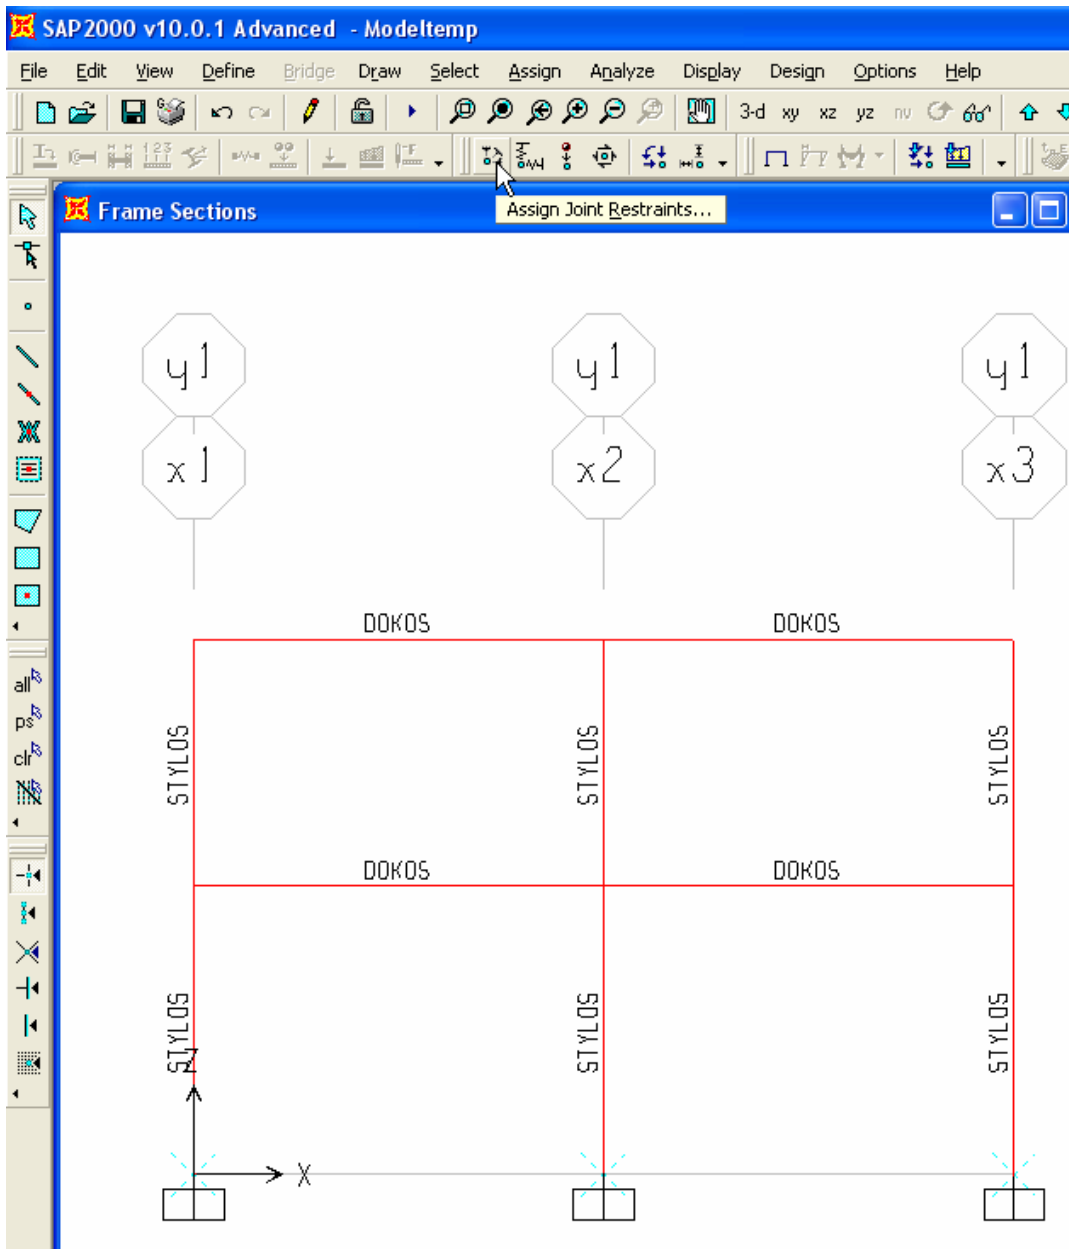 SAP2000 v10.0.1 Advanced - Modeltemp
File Edit View Define Bridge Draw Select Assign Analyze Display Design Options Help
3-d xy xz yz nv
Frame Sections
Assign Joint Restraints...
y1 y1 y1
x1 x2 x3
DOKOS DOKOS
all
ps
clr
STYLOS STYLOS STYLOS
DOKOS DOKOS
STYLOS STYLOS STYLOS
Z
X